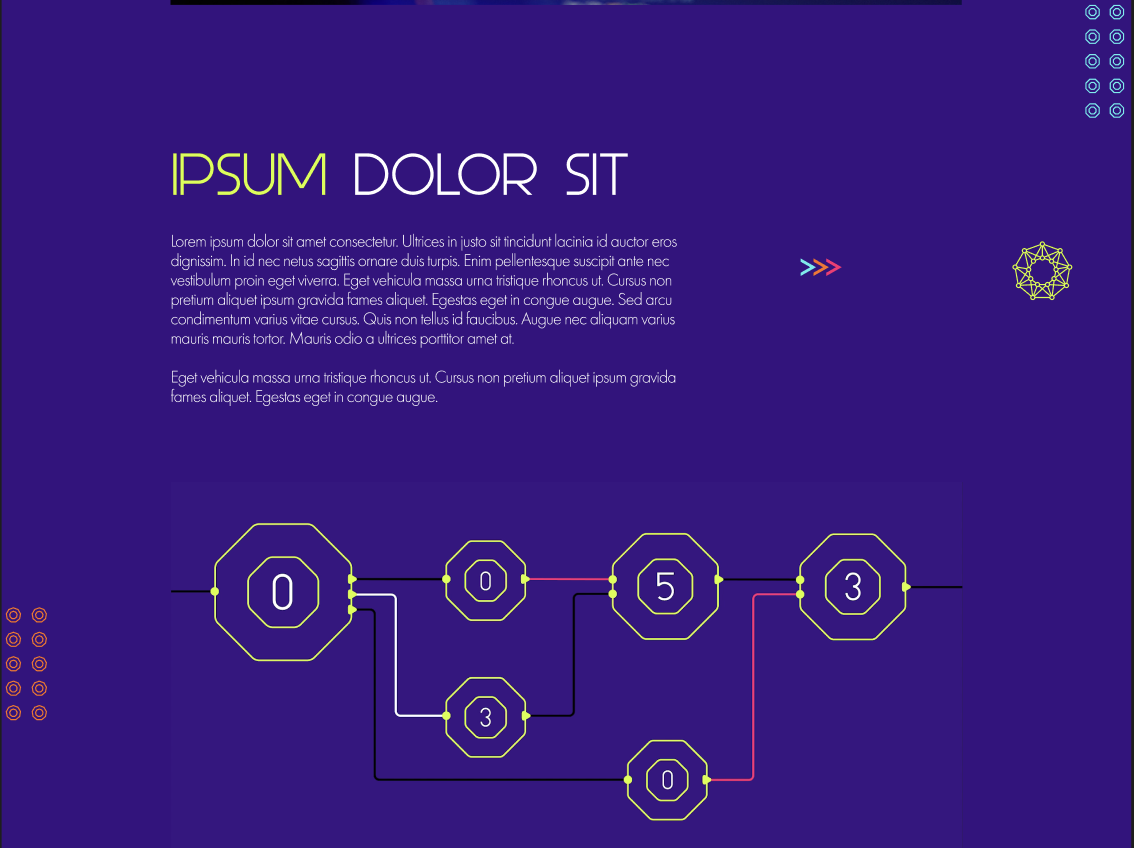 IPSUM DOLOR SIT
Lorem ipsum dolor sit amet consectetur. Ultrices in justo sit tincidunt lacinia id auctor eros
dignissim. In id nec netus sagittis ornare duis turpis. Enim pellentesque suscipit ante nec
vestibulum proin eget viverra. Eget vehicula massa urna tristique rhoncus ut. Cursus non
pretium aliquet ipsum gravida fames aliquet. Egestas eget in congue augue. Sed arcu
condimentum varius vitae cursus. Quis non tellus id faucibus. Augue nec aliquam varius
mauris mauris tortor. Mauris odio a ultrices porttitor amet at.
Eget vehicula massa urna tristique rhoncus ut. Cursus non pretium aliquet ipsum gravida
fames aliquet. Egestas eget in congue augue.
0
0
5
3
3
0